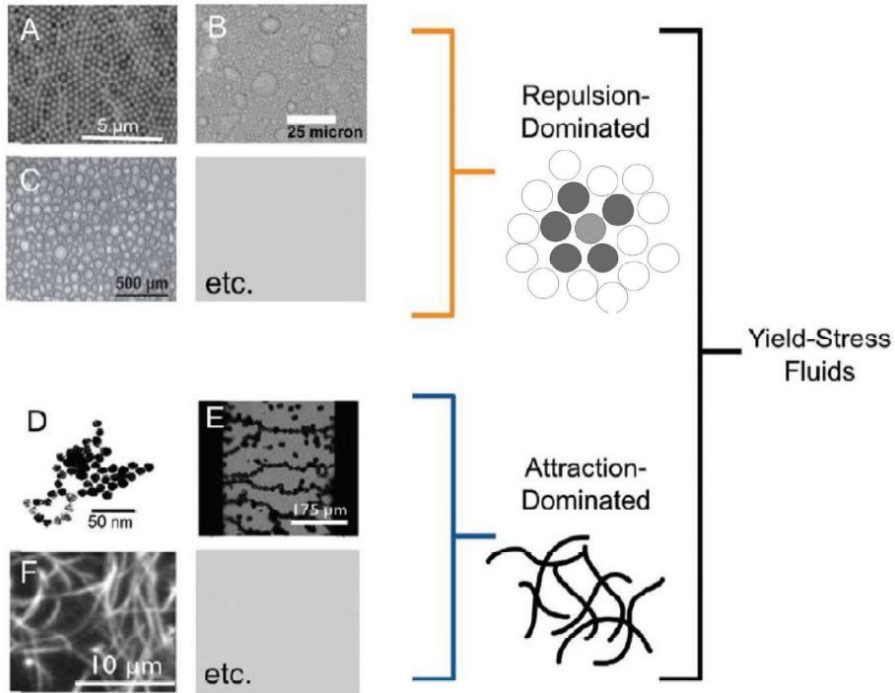 A
5 µm
B
25 micron
C
500 µm
etc.
Repulsion-
Dominated
Yield-Stress
Fluids
D
50 nm
E
175 µm
F
10 µm
etc.
Attraction-
Dominated